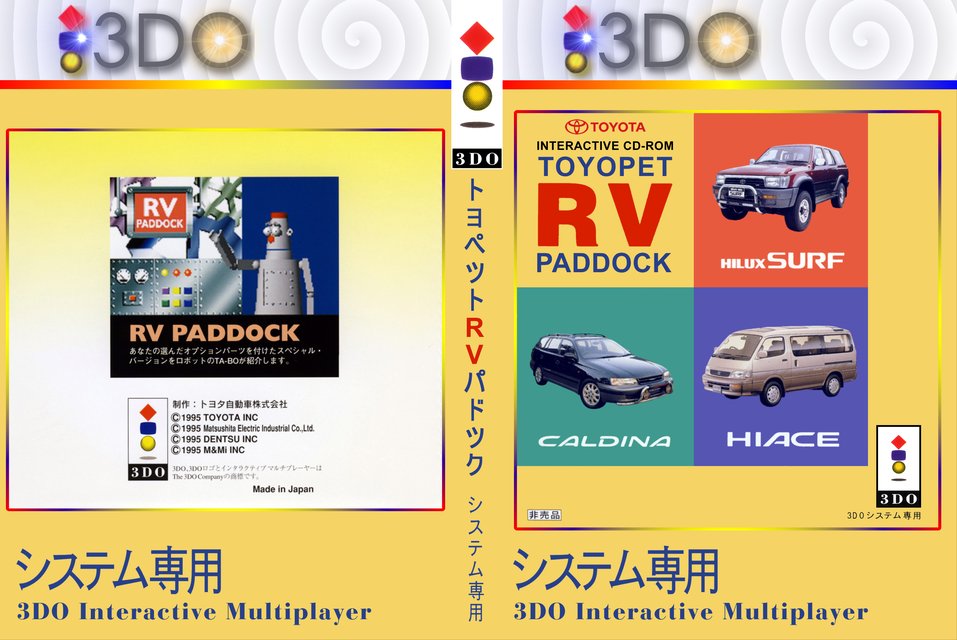 3DO
RV
PADDOCK
RV PADDOCK
あなたの選んだオプションパーツを付けたスペシャル・
バージョンをロボットのTA-BOが紹介します。
3DO
制作：トヨタ自動車株式会社
©1995 TOYOTA INC
©1995 Matsushita Electric Industrial Co.,Ltd.
©1995 DENTSU INC
©1995 M&Mi INC
3DO、3DOロゴとインタラクティブ マルチプレーヤーは
The 3DO Companyの商標です。
Made in Japan
システム専用
3DO Interactive Multiplayer
3DO
トヨペツトRVパドツク システム専用
3DO
TOYOTA
INTERACTIVE CD-ROM
TOYOPET
RV
PADDOCK
HILUX SURF
CALDINA
HIACE
3DO
非売品
3DOシステム専用
システム専用
3DO Interactive Multiplayer